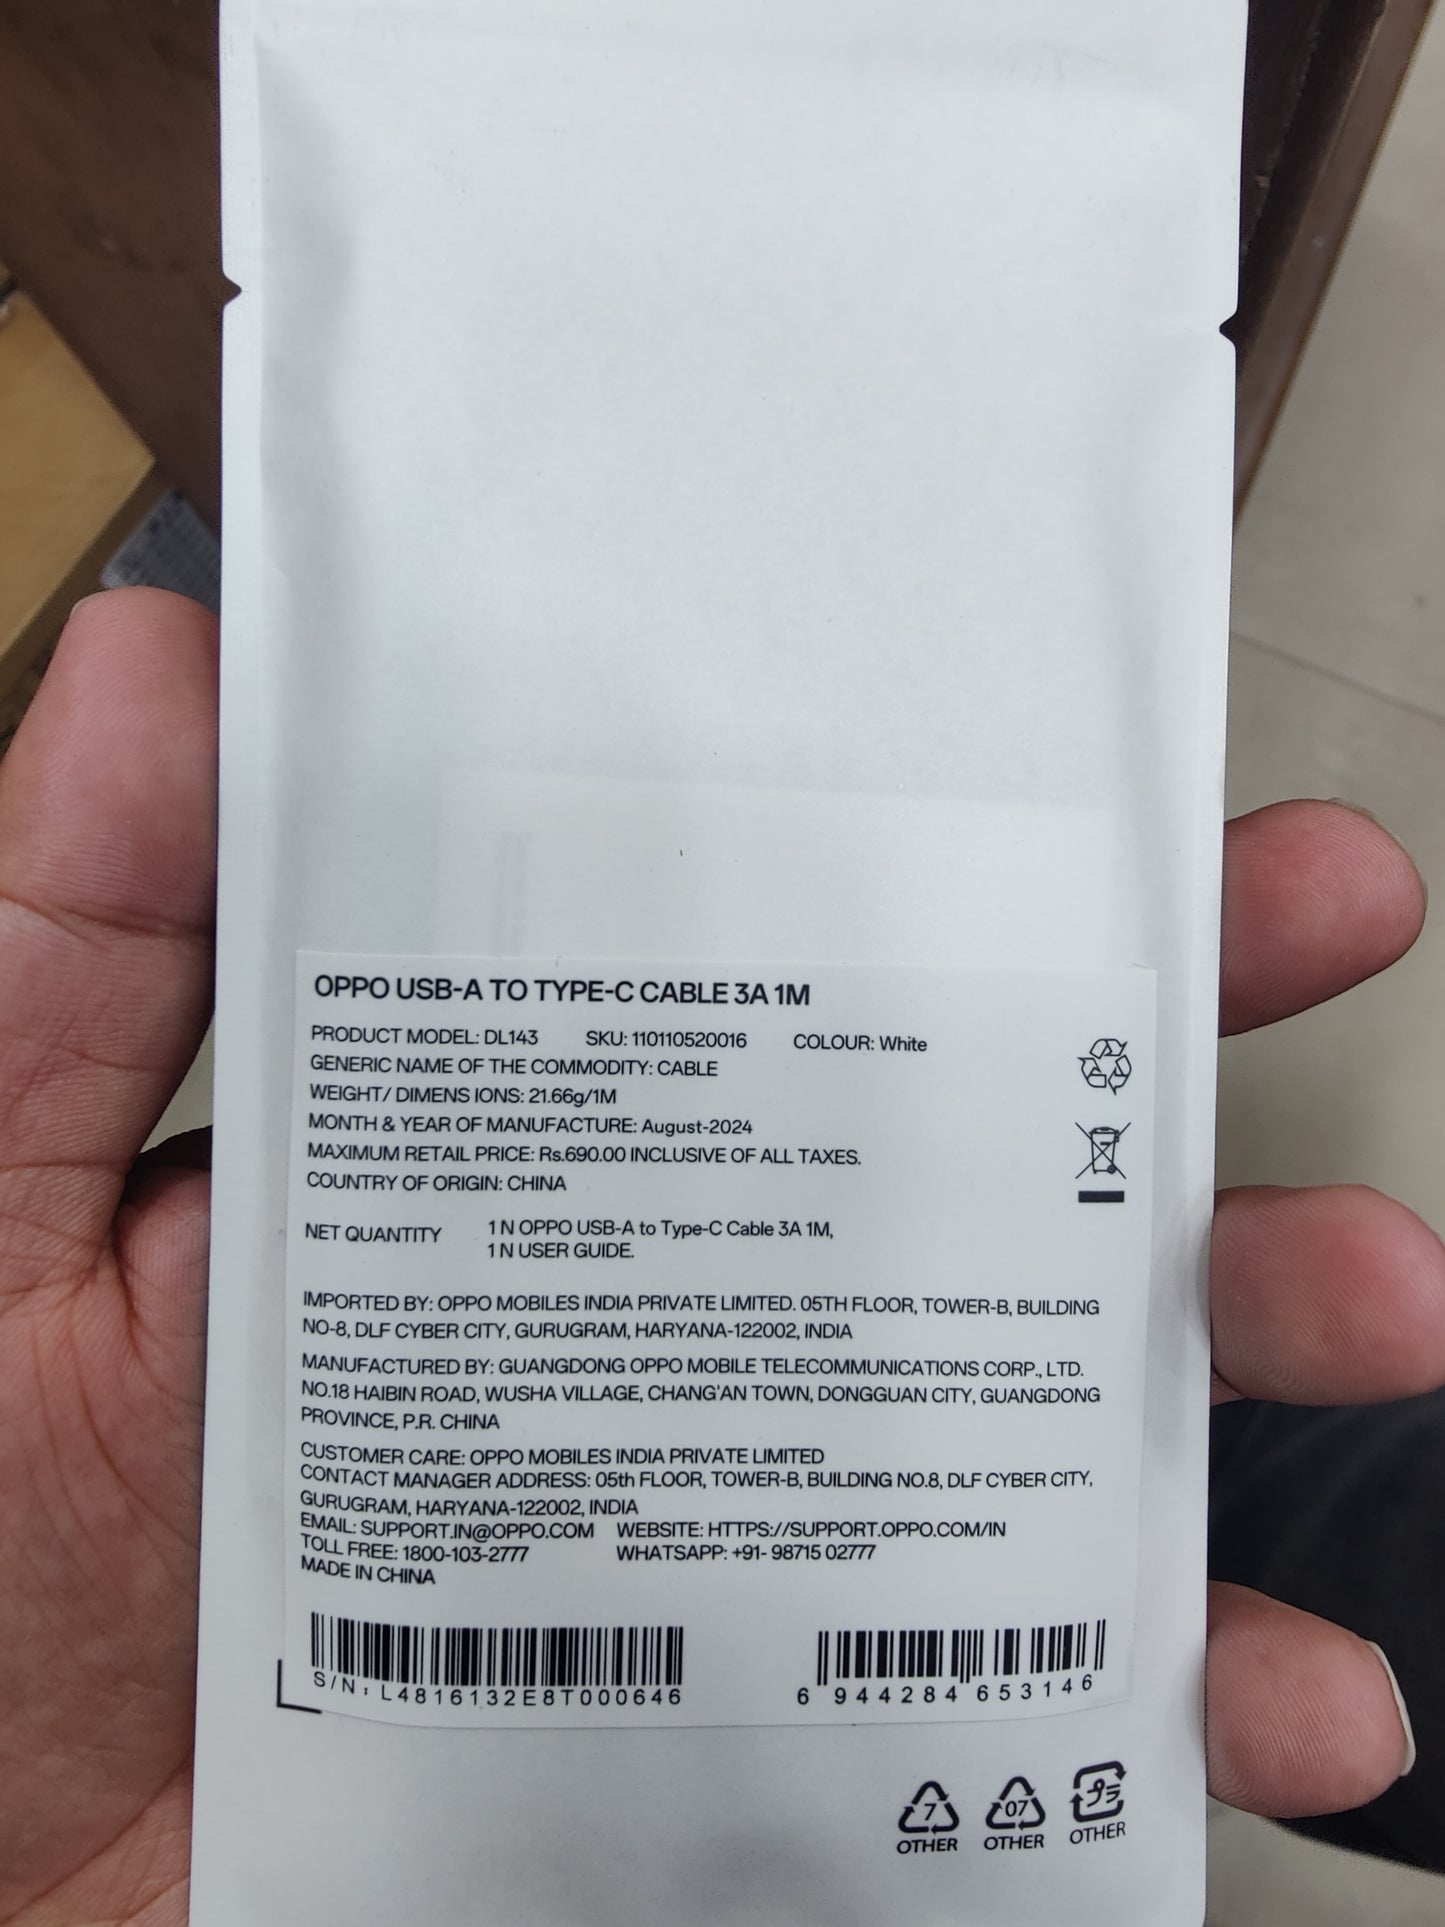 OPPO USB-A TO TYPE-C CABLE 3A 1M
PRODUCT MODEL: DL143 SKU: 110110520016 COLOUR: White
GENERIC NAME OF THE COMMODITY: CABLE
WEIGHT/ DIMENS IONS: 21.66g/1M
MONTH & YEAR OF MANUFACTURE: August-2024
MAXIMUM RETAIL PRICE: Rs.690.00 INCLUSIVE OF ALL TAXES.
COUNTRY OF ORIGIN: CHINA
NET QUANTITY 1 N OPPO USB-A to Type-C Cable 3A 1M,
1 N USER GUIDE.
IMPORTED BY: OPPO MOBILES INDIA PRIVATE LIMITED. 05TH FLOOR, TOWER-B, BUILDING
NO-8, DLF CYBER CITY, GURUGRAM, HARYANA-122002, INDIA
MANUFACTURED BY: GUANGDONG OPPO MOBILE TELECOMMUNICATIONS CORP., LTD.
NO.18 HAIBIN ROAD, WUSHA VILLAGE, CHANG'AN TOWN, DONGGUAN CITY, GUANGDONG
PROVINCE, P.R. CHINA
CUSTOMER CARE: OPPO MOBILES INDIA PRIVATE LIMITED
CONTACT MANAGER ADDRESS: 05th FLOOR, TOWER-B, BUILDING NO.8, DLF CYBER CITY,
GURUGRAM, HARYANA-122002, INDIA
EMAIL: SUPPORT.IN@OPPO.COM WEBSITE: HTTPS://SUPPORT.OPPO.COM/IN
TOLL FREE: 1800-103-2777 WHATSAPP: +91- 98715 02777
MADE IN CHINA
S/N: L4816132E8T000646 6 944284 653146
7 07 プラ
OTHER OTHER OTHER